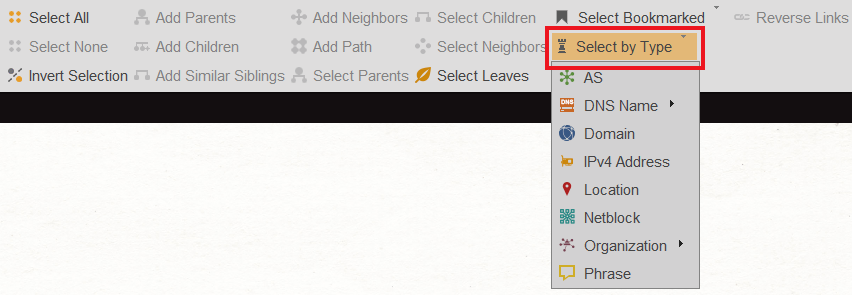 Select All
Add Parents
Add Neighbors
Select Children
Select Bookmarked
Reverse Links
Select None
Add Children
Add Path
Select Neighbors
Select by Type
Invert Selection
Add Similar Siblings
Select Parents
Select Leaves
AS
DNS
DNS Name
Domain
IPv4 Address
Location
Netblock
Organization
Phrase